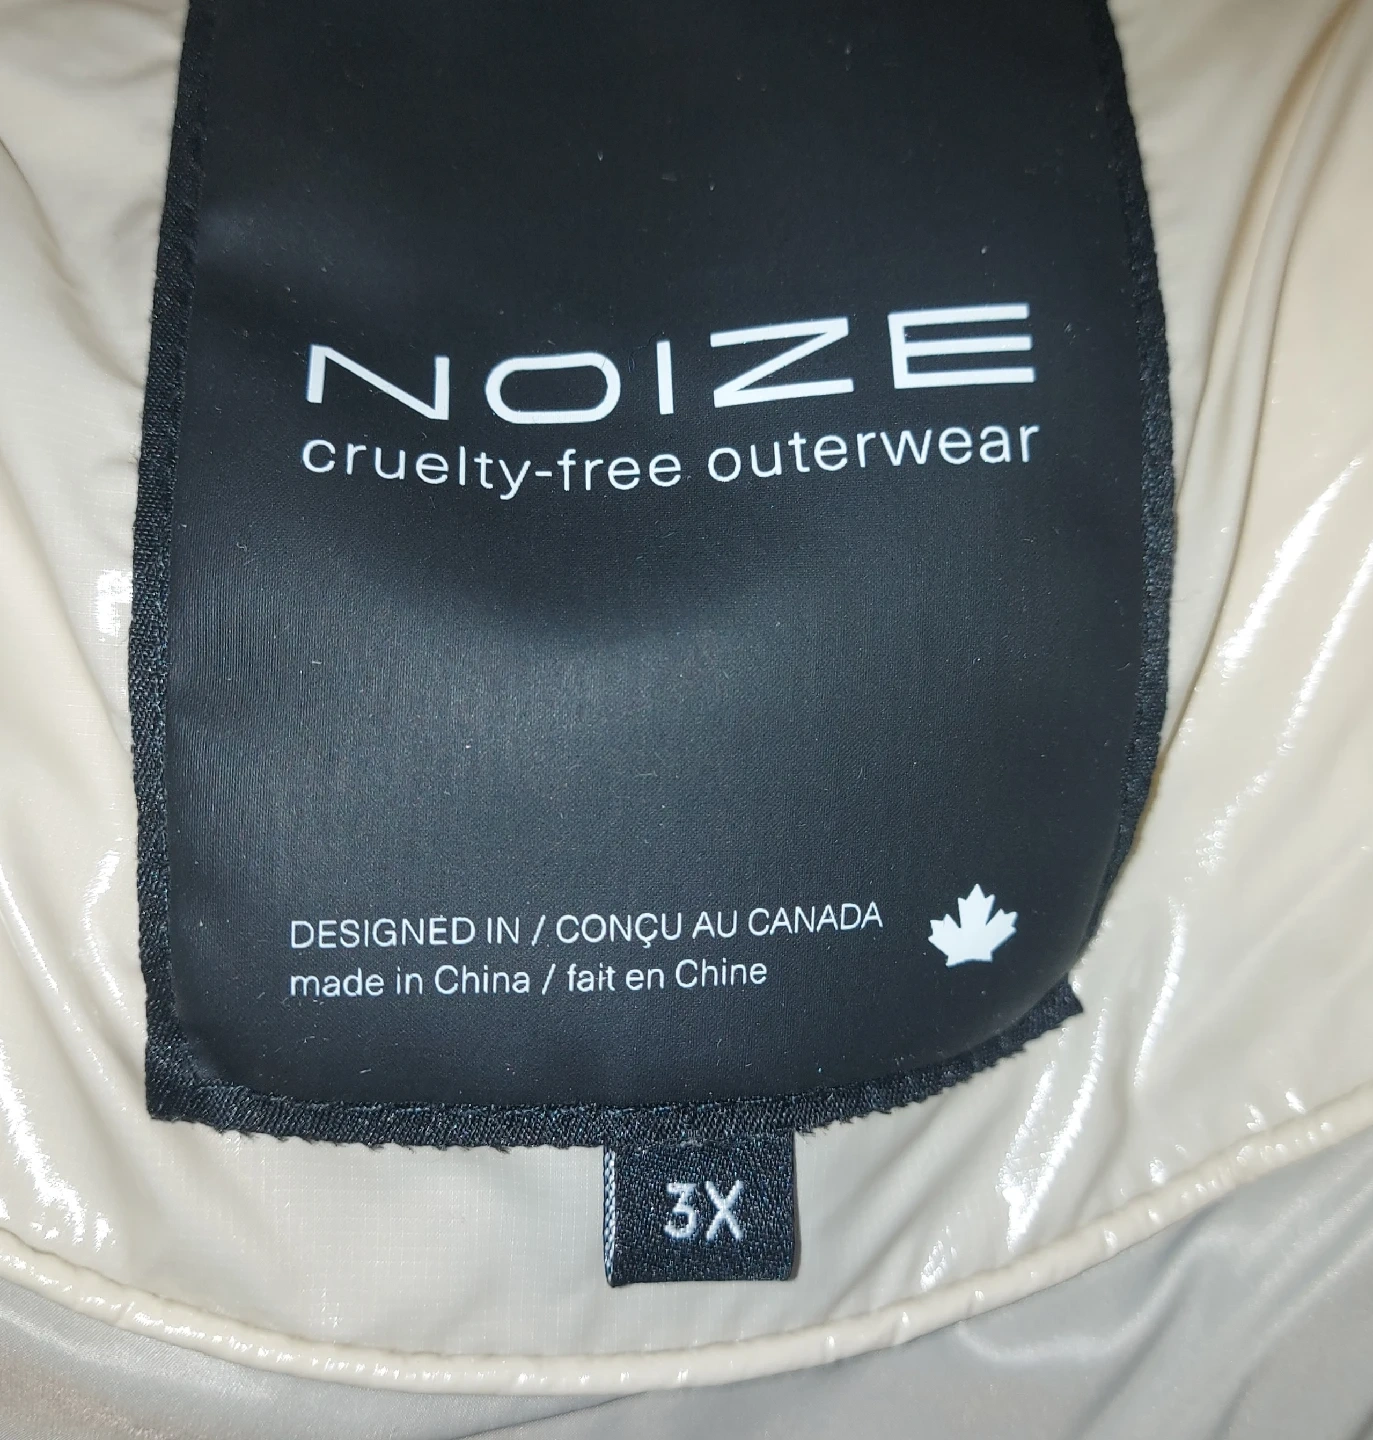 NOIZE
cruelty-free outerwear
DESIGNED IN / CONÇU AU CANADA
made in China / fait en Chine
3X